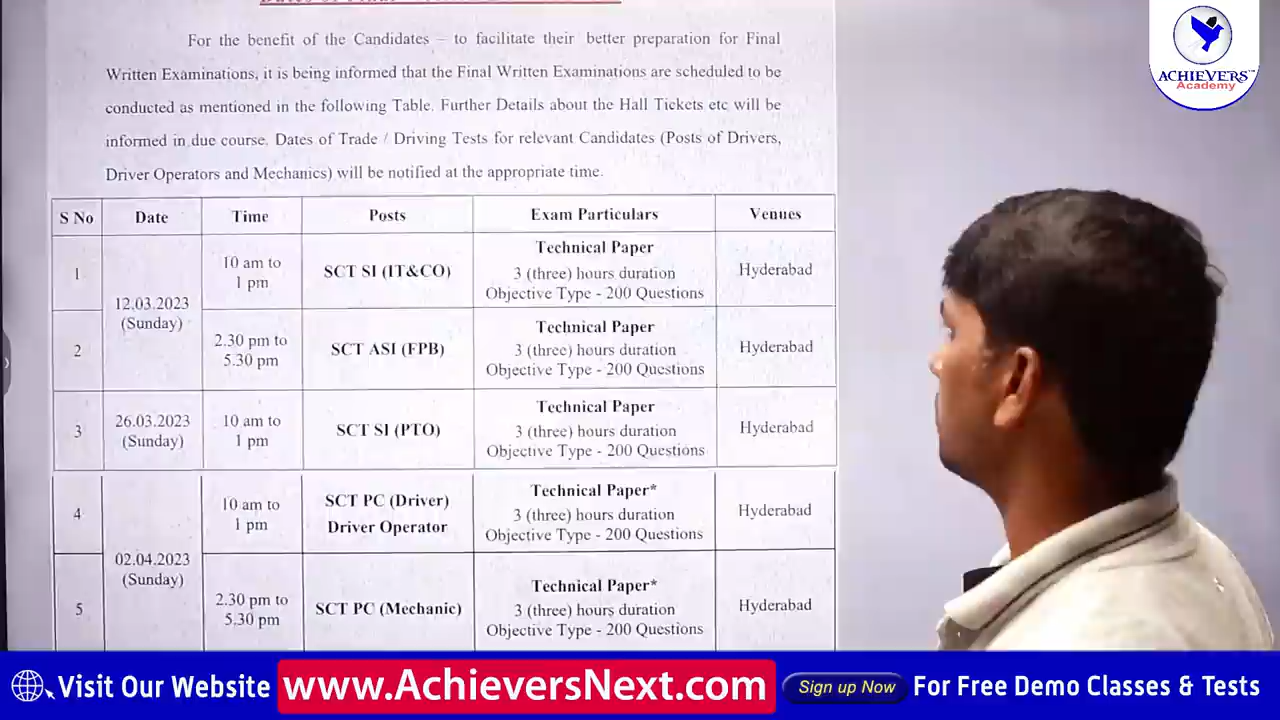 For the benefit of the Candidates – to facilitate their better preparation for Final
Written Examinations, it is being informed that the Final Written Examinations are scheduled to be
conducted as mentioned in the following Table. Further Details about the Hall Tickets etc will be
informed in due course. Dates of Trade / Driving Tests for relevant Candidates (Posts of Drivers,
Driver Operators and Mechanics) will be notified at the appropriate time.
S No Date Time Posts Exam Particulars Venues
1 12.03.2023 (Sunday) 10 am to 1 pm SCT SI (IT&CO) Technical Paper 3 (three) hours duration Objective Type - 200 Questions Hyderabad
2 2.30 pm to 5.30 pm SCT ASI (FPB) Technical Paper 3 (three) hours duration Objective Type - 200 Questions Hyderabad
3 26.03.2023 (Sunday) 10 am to 1 pm SCT SI (PTO) Technical Paper 3 (three) hours duration Objective Type - 200 Questions Hyderabad
4 02.04.2023 (Sunday) 10 am to 1 pm SCT PC (Driver) Driver Operator Technical Paper* 3 (three) hours duration Objective Type - 200 Questions Hyderabad
5 2.30 pm to 5.30 pm SCT PC (Mechanic) Technical Paper* 3 (three) hours duration Objective Type - 200 Questions Hyderabad
ACHIEVERS™
Academy
Visit Our Website www.AchieversNext.com Sign up Now For Free Demo Classes & Tests